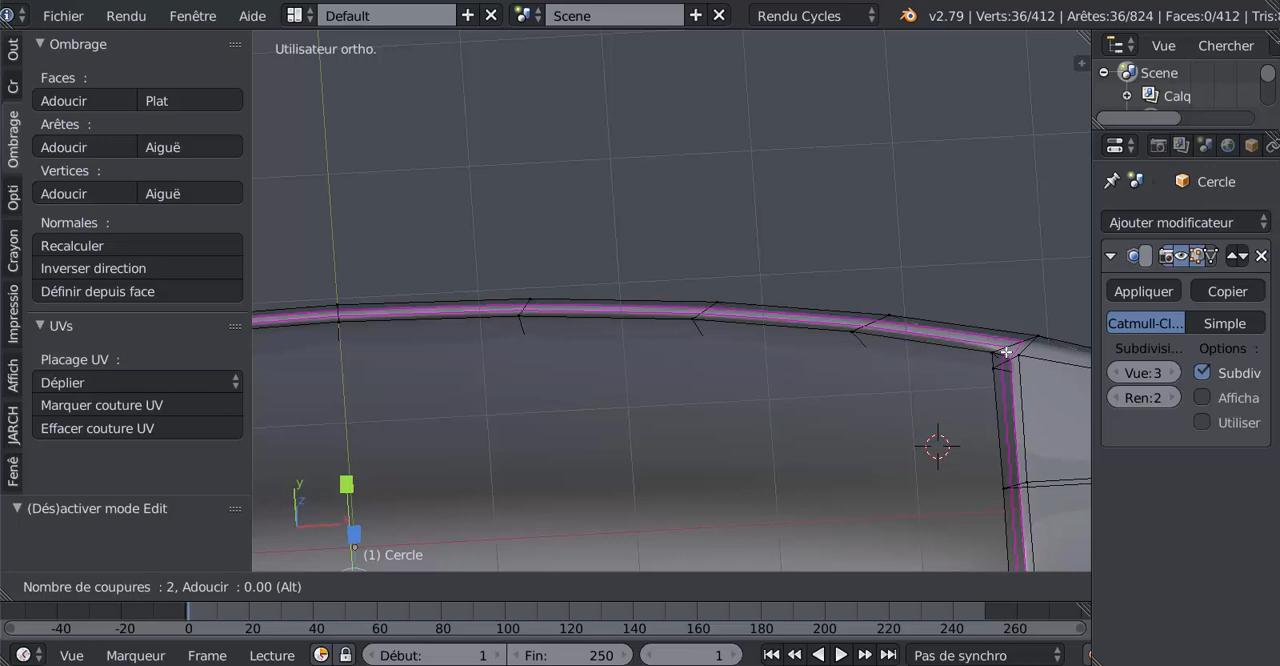 Fichier Rendu Fenêtre Aide Default Scene Rendu Cycles v2.79 | Verts:36/412 | Arêtes:36/824 | Faces:0/412 | Tris:
Out
Cr
Ombrage
Opti
Crayon
Impressio
Affich
JARCH
Fenê
Ombrage
Faces :
Adoucir Plat
Arêtes :
Adoucir Aiguë
Vertices :
Adoucir Aiguë
Normales :
Recalculer
Inverser direction
Définir depuis face
UVs
Placage UV :
Déplier
Marquer couture UV
Effacer couture UV
(Dés)activer mode Edit
Utilisateur ortho.
y
z
x
(1) Cercle
Nombre de coupures : 2, Adoucir : 0.00 (Alt)
Vue Chercher
Scene
Calq
Cercle
Ajouter modificateur
Appliquer Copier
Catmull-Cl... Simple
Subdivisi... Options :
Vue:3 Subdiv
Ren:2 Afficha
Utiliser
-40 -20 0 20 40 60 80 100 120 140 160 180 200 220 240 260
Vue Marqueur Frame Lecture Début: 1 Fin: 250 1 Pas de synchro